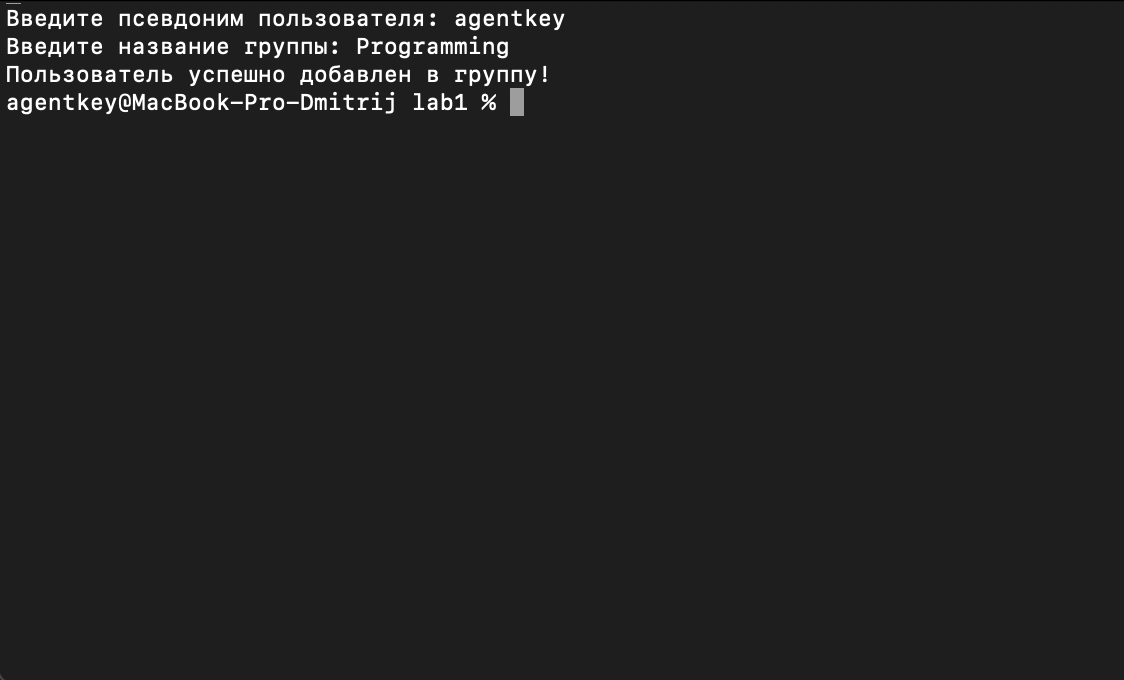 Введите псевдоним пользователя: agentkey
Введите название группы: Programming
Пользователь успешно добавлен в группу!
agentkey@MacBook-Pro-Dmitrij lab1 %